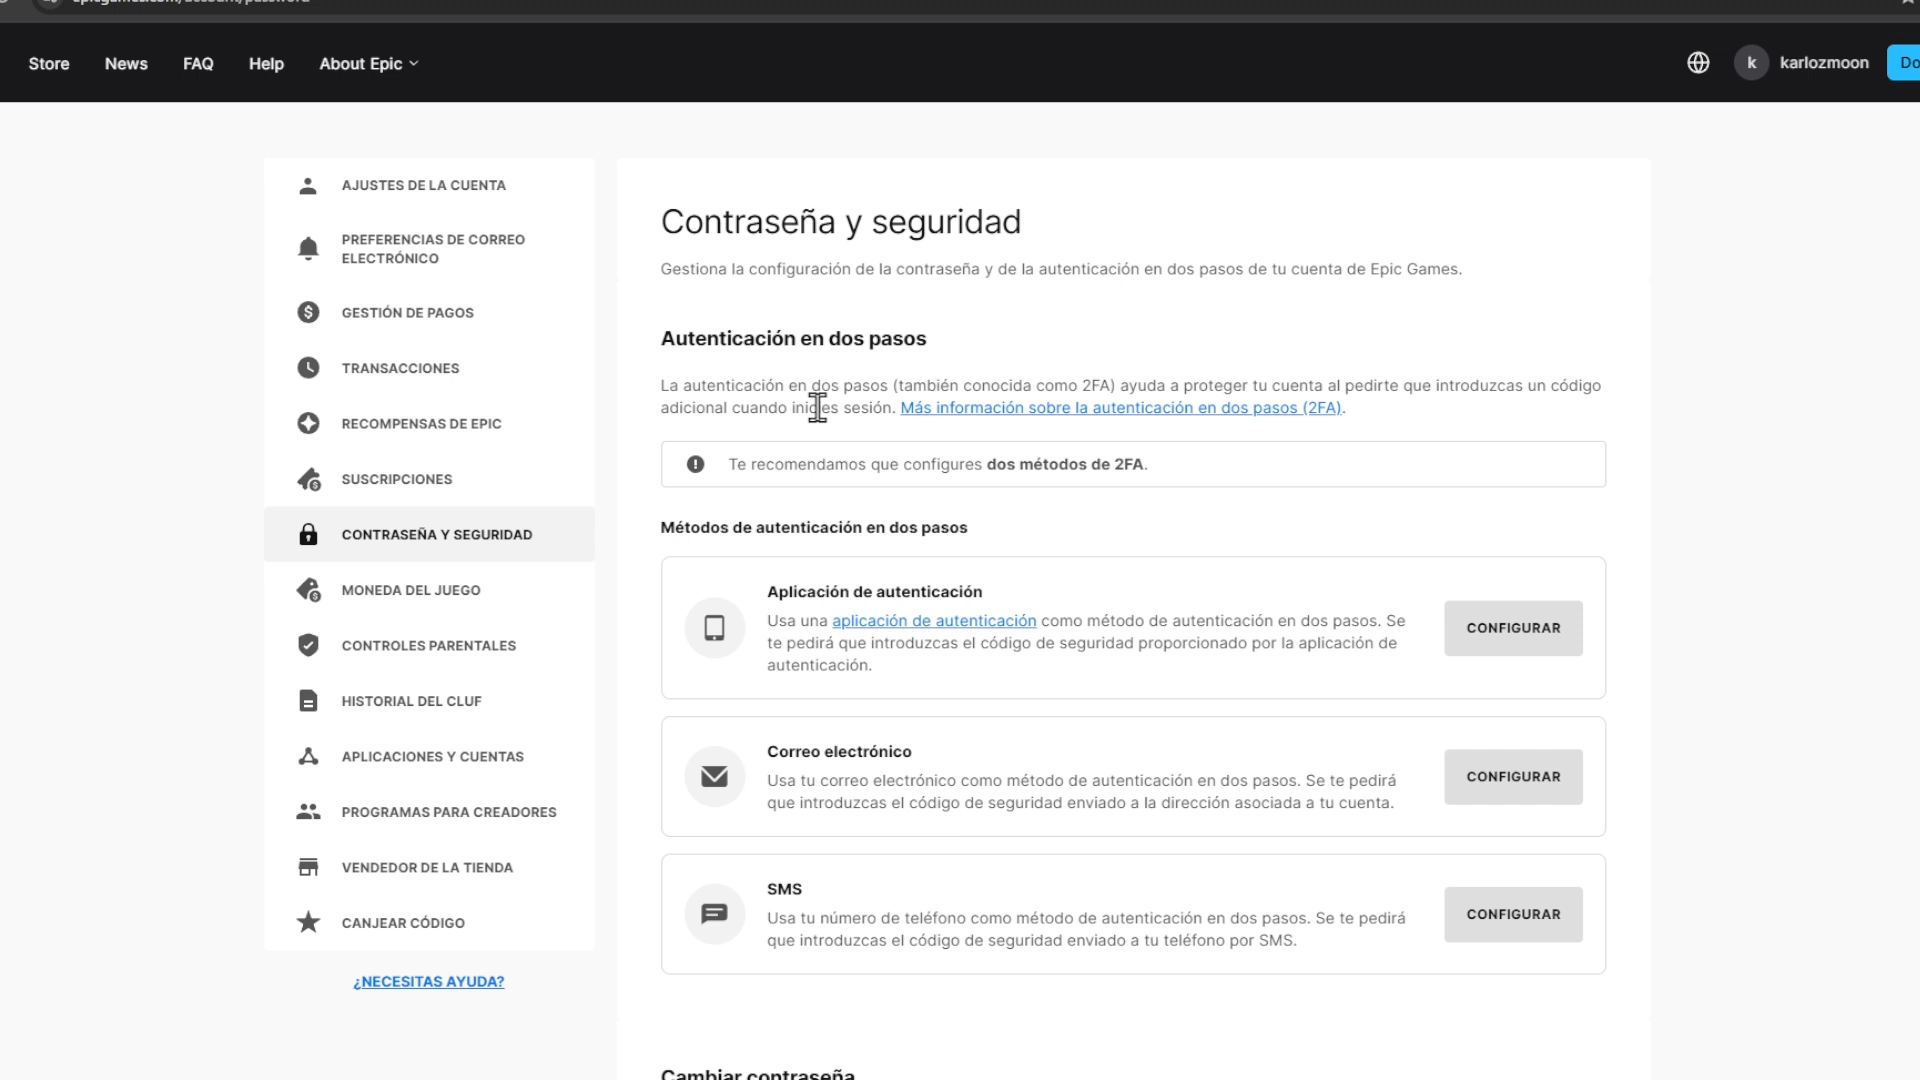 Store
News
FAQ
Help
About Epic
k
karlozmoon
AJUSTES DE LA CUENTA
PREFERENCIAS DE CORREO
ELECTRÓNICO
GESTIÓN DE PAGOS
TRANSACCIONES
RECOMPENSAS DE EPIC
SUSCRIPCIONES
CONTRASEÑA Y SEGURIDAD
MONEDA DEL JUEGO
CONTROLES PARENTALES
HISTORIAL DEL CLUF
APLICACIONES Y CUENTAS
PROGRAMAS PARA CREADORES
VENDEDOR DE LA TIENDA
CANJEAR CÓDIGO
¿NECESITAS AYUDA?
Contraseña y seguridad
Gestiona la configuración de la contraseña y de la autenticación en dos pasos de tu cuenta de Epic Games.
Autenticación en dos pasos
La autenticación en dos pasos (también conocida como 2FA) ayuda a proteger tu cuenta al pedirte que introduzcas un código
adicional cuando inicies sesión. Más información sobre la autenticación en dos pasos (2FA).
Te recomendamos que configures dos métodos de 2FA.
Métodos de autenticación en dos pasos
Aplicación de autenticación
Usa una aplicación de autenticación como método de autenticación en dos pasos. Se
te pedirá que introduzcas el código de seguridad proporcionado por la aplicación de
autenticación.
CONFIGURAR
Correo electrónico
Usa tu correo electrónico como método de autenticación en dos pasos. Se te pedirá
que introduzcas el código de seguridad enviado a la dirección asociada a tu cuenta.
CONFIGURAR
SMS
Usa tu número de teléfono como método de autenticación en dos pasos. Se te pedirá
que introduzcas el código de seguridad enviado a tu teléfono por SMS.
CONFIGURAR
Cambiar contraseña